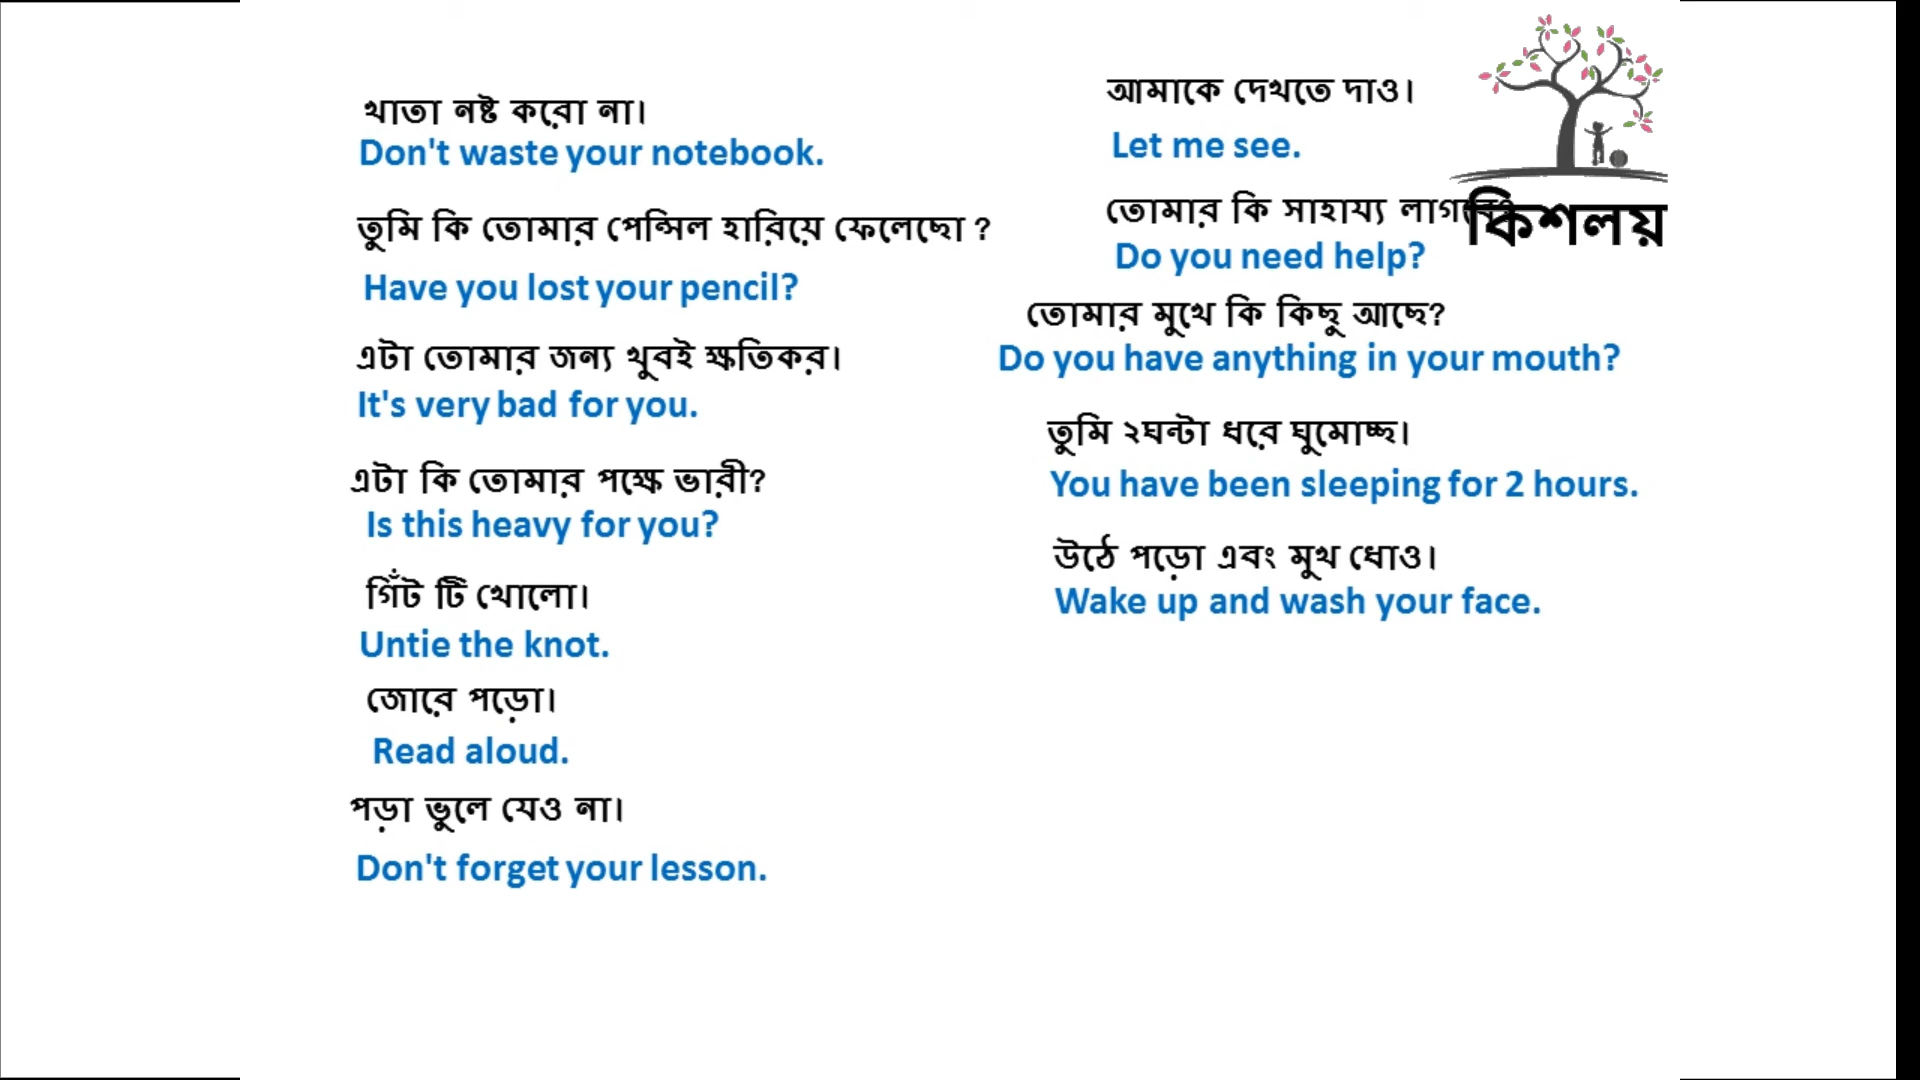 খাতা নষ্ট করো না।
Don't waste your notebook.
তুমি কি তোমার পেন্সিল হারিয়ে ফেলেছো ?
Have you lost your pencil?
এটা তোমার জন্য খুবই ক্ষতিকর।
It's very bad for you.
এটা কি তোমার পক্ষে ভারী?
Is this heavy for you?
গিঁট টি খোলো।
Untie the knot.
জোরে পড়ো।
Read aloud.
পড়া ভুলে যেও না।
Don't forget your lesson.
আমাকে দেখতে দাও।
Let me see.
তোমার কি সাহায্য
Do you need help?
তোমার মুখে কি কিছু আছে?
Do you have anything in your mouth?
তুমি ২ঘন্টা ধরে ঘুমোচ্ছ।
You have been sleeping for 2 hours.
উঠে পড়ো এবং মুখ ধোও।
Wake up and wash your face.
কিশলয়